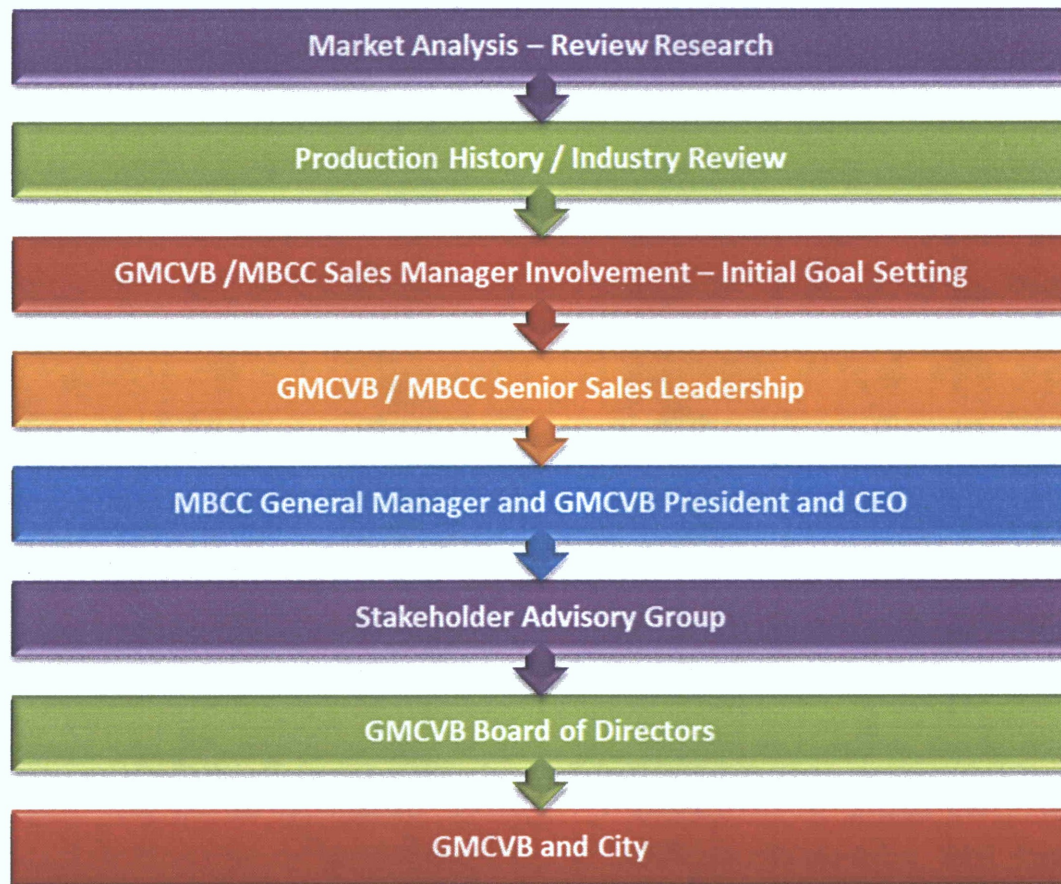 Market Analysis – Review Research
Production History / Industry Review
GMCVB /MBCC Sales Manager Involvement – Initial Goal Setting
GMCVB / MBCC Senior Sales Leadership
MBCC General Manager and GMCVB President and CEO
Stakeholder Advisory Group
GMCVB Board of Directors
GMCVB and City